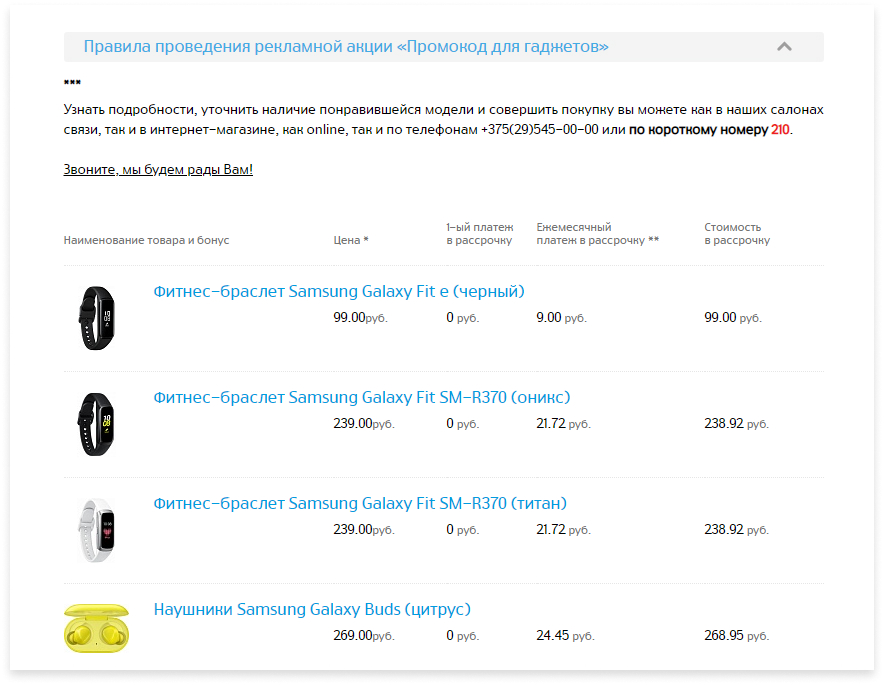 Правила проведения рекламной акции «Промокод для гаджетов»
***
Узнать подробности, уточнить наличие понравившейся модели и совершить покупку вы можете как в наших салонах
связи, так и в интернет-магазине, как online, так и по телефонам +375(29)545-00-00 или по короткому номеру 210.
Звоните, мы будем рады Вам!
Наименование товара и бонус Цена * 1-ый платеж в рассрочку Ежемесячный платеж в рассрочку ** Стоимость в рассрочку
Фитнес-браслет Samsung Galaxy Fit e (черный)
99.00руб. 0 руб. 9.00 руб. 99.00 руб.
Фитнес-браслет Samsung Galaxy Fit SM-R370 (оникс)
239.00руб. 0 руб. 21.72 руб. 238.92 руб.
Фитнес-браслет Samsung Galaxy Fit SM-R370 (титан)
239.00руб. 0 руб. 21.72 руб. 238.92 руб.
Наушники Samsung Galaxy Buds (цитрус)
269.00руб. 0 руб. 24.45 руб. 268.95 руб.